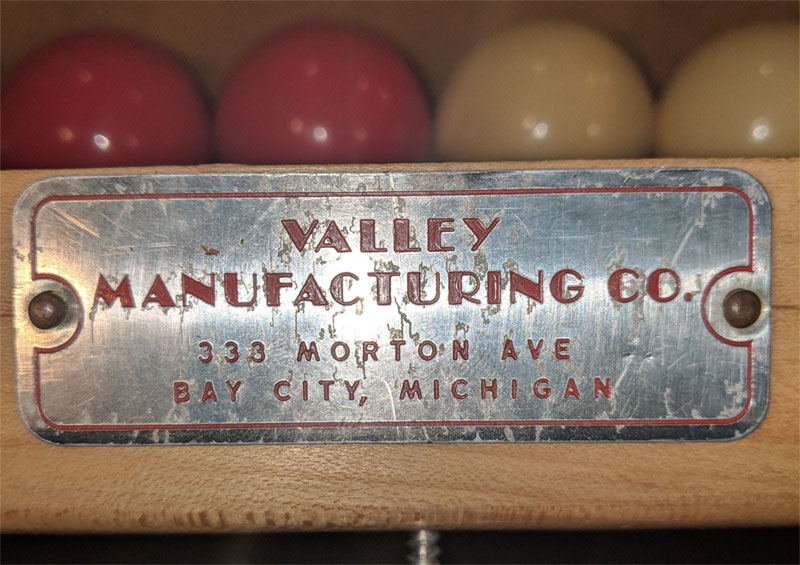 VALLEY
MANUFACTURING CO.
333 MORTON AVE
BAY CITY, MICHIGAN